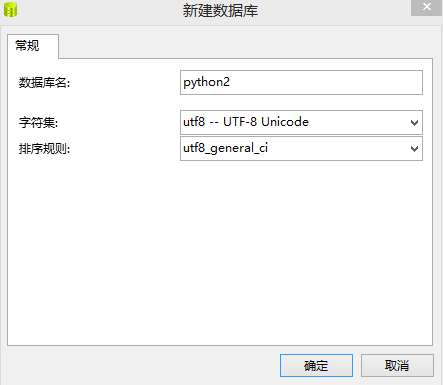 新建数据库
常规
数据库名: python2
字符集: utf8 -- UTF-8 Unicode
排序规则: utf8_general_ci
确定 取消